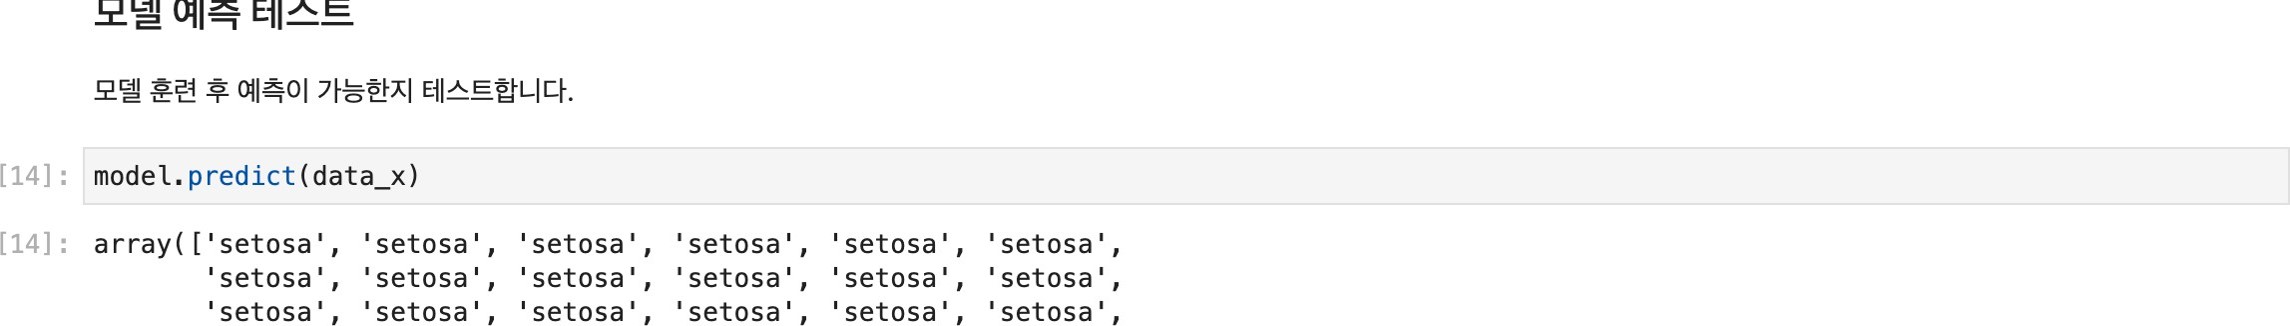 모델 예측 테스트
모델 훈련 후 예측이 가능한지 테스트합니다.
[14]: model.predict(data_x)
[14]: array(['setosa', 'setosa', 'setosa', 'setosa', 'setosa', 'setosa',
'setosa', 'setosa', 'setosa', 'setosa', 'setosa', 'setosa',
'setosa', 'setosa', 'setosa', 'setosa', 'setosa', 'setosa',